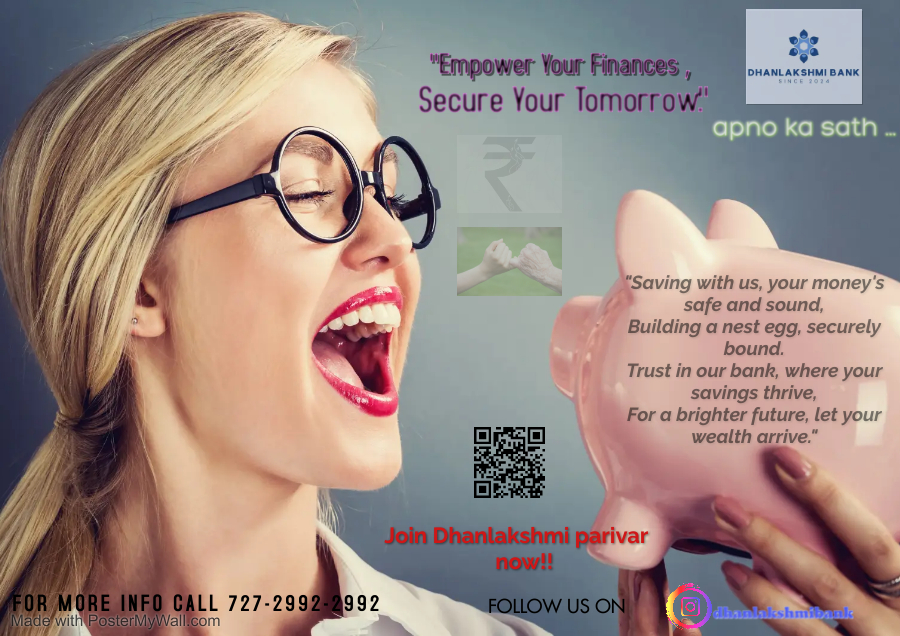 "Empower Your Finances ,
Secure Your Tomorrow."
DHANLAKSHMI BANK
SINCE 2024
apno ka sath ...
"Saving with us, your money's
safe and sound,
Building a nest egg, securely
bound.
Trust in our bank, where your
savings thrive,
For a brighter future, let your
wealth arrive."
Join Dhanlakshmi parivar
now!!
FOR MORE INFO CALL 727-2992-2992
Made with PosterMyWall.com
FOLLOW US ON
dhanlakshmibank